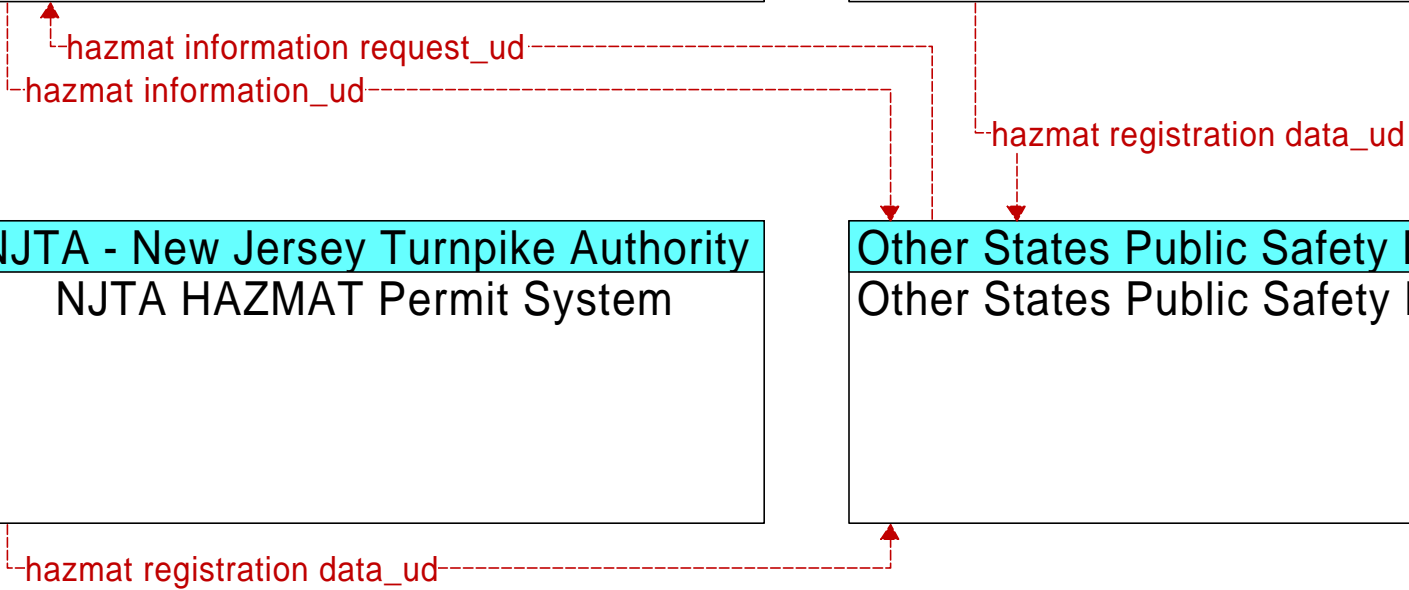 hazmat information request_ud
hazmat information_ud
hazmat registration data_ud
NJTA - New Jersey Turnpike Authority
NJTA HAZMAT Permit System
Other States Public Safety
Other States Public Safety
hazmat registration data_ud